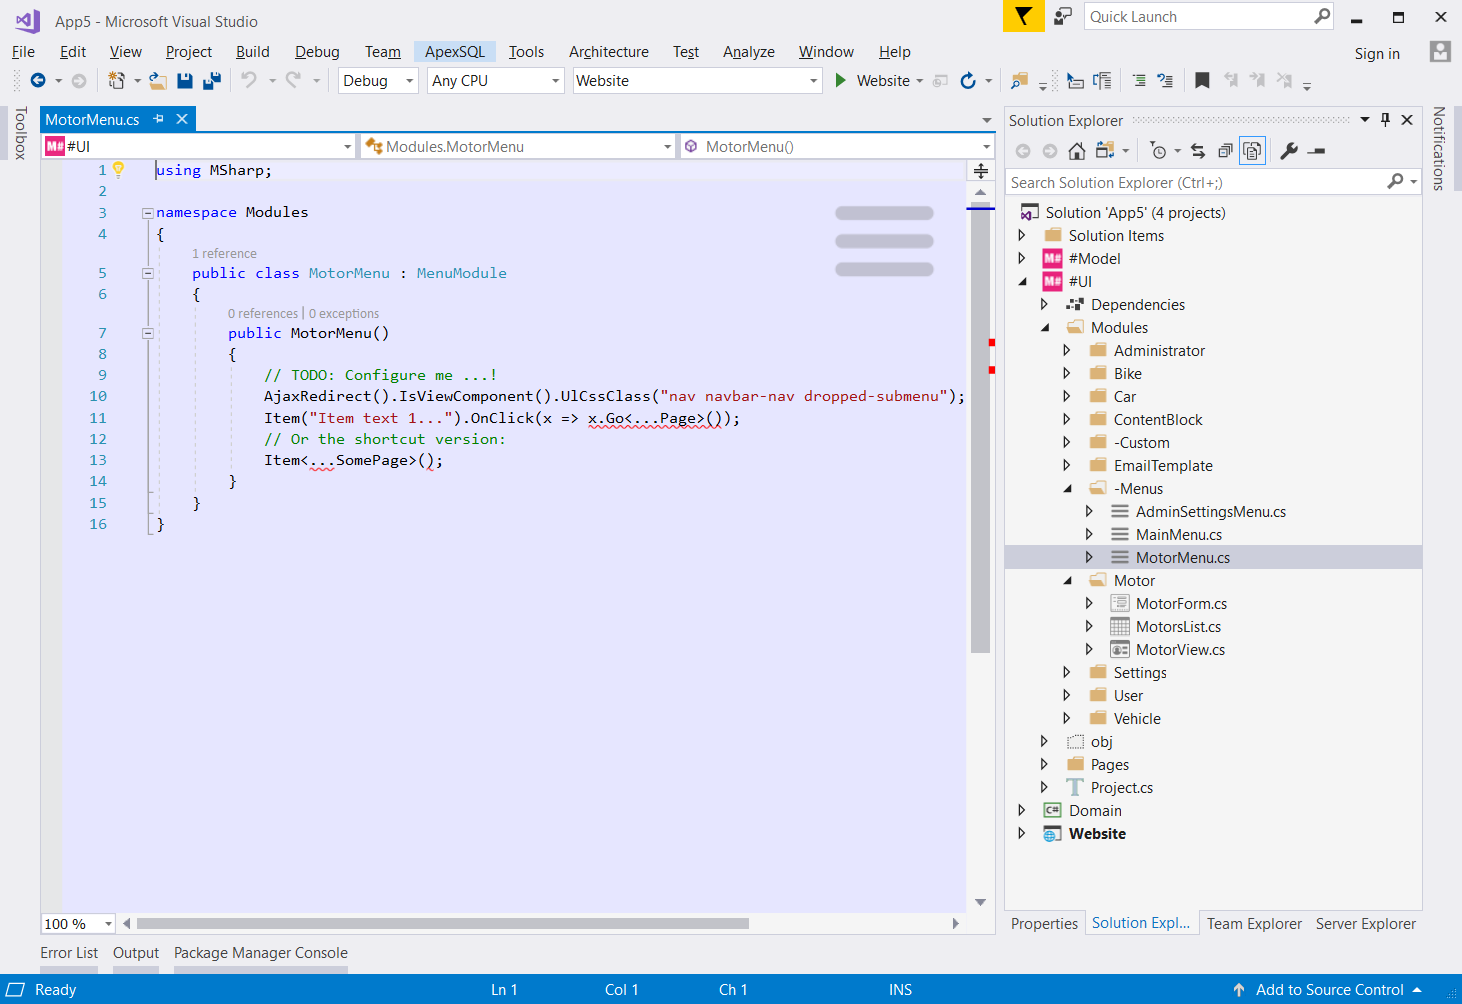 App5 - Microsoft Visual Studio
Quick Launch
File Edit View Project Build Debug Team ApexSQL Tools Architecture Test Analyze Window Help
Sign in
Debug Any CPU Website Website
Toolbox
MotorMenu.cs
M# #UI Modules.MotorMenu MotorMenu()
1 using MSharp;
2
3 namespace Modules
4 {
1 reference
5 public class MotorMenu : MenuModule
6 {
0 references | 0 exceptions
7 public MotorMenu()
8 {
9 // TODO: Configure me ...!
10 AjaxRedirect().IsViewComponent().UlCssClass("nav navbar-nav dropped-submenu");
11 Item("Item text 1...").OnClick(x => x.Go<...Page>());
12 // Or the shortcut version:
13 Item<...SomePage>();
14 }
15 }
16 }
100 %
Solution Explorer
Search Solution Explorer (Ctrl+;)
Solution 'App5' (4 projects)
Solution Items
M# #Model
M# #UI
Dependencies
Modules
Administrator
Bike
Car
ContentBlock
-Custom
EmailTemplate
-Menus
AdminSettingsMenu.cs
MainMenu.cs
MotorMenu.cs
Motor
MotorForm.cs
MotorsList.cs
MotorView.cs
Settings
User
Vehicle
obj
Pages
Project.cs
C# Domain
Website
Notifications
Properties Solution Expl... Team Explorer Server Explorer
Error List Output Package Manager Console
Ready Ln 1 Col 1 Ch 1 INS Add to Source Control